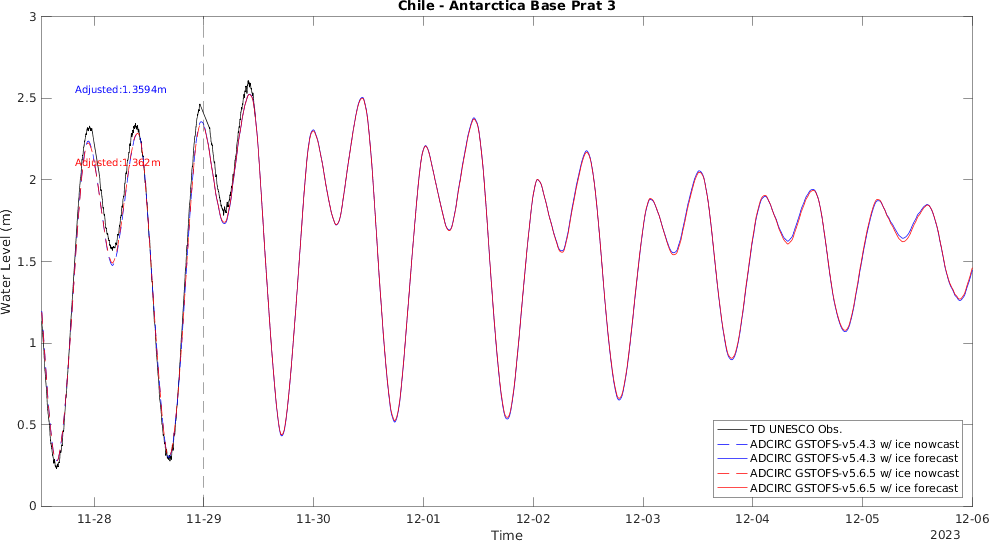 Chile - Antarctica Base Prat 3
3
2.5
2
1.5
1
0.5
0
Water Level (m)
Adjusted:1.3594m
Adjusted:1.362m
TD UNESCO Obs.
ADCIRC GSTOFS-v5.4.3 w/ ice nowcast
ADCIRC GSTOFS-v5.4.3 w/ ice forecast
ADCIRC GSTOFS-v5.6.5 w/ ice nowcast
ADCIRC GSTOFS-v5.6.5 w/ ice forecast
11-28 11-29 11-30 12-01 12-02 12-03 12-04 12-05 12-06
Time
2023